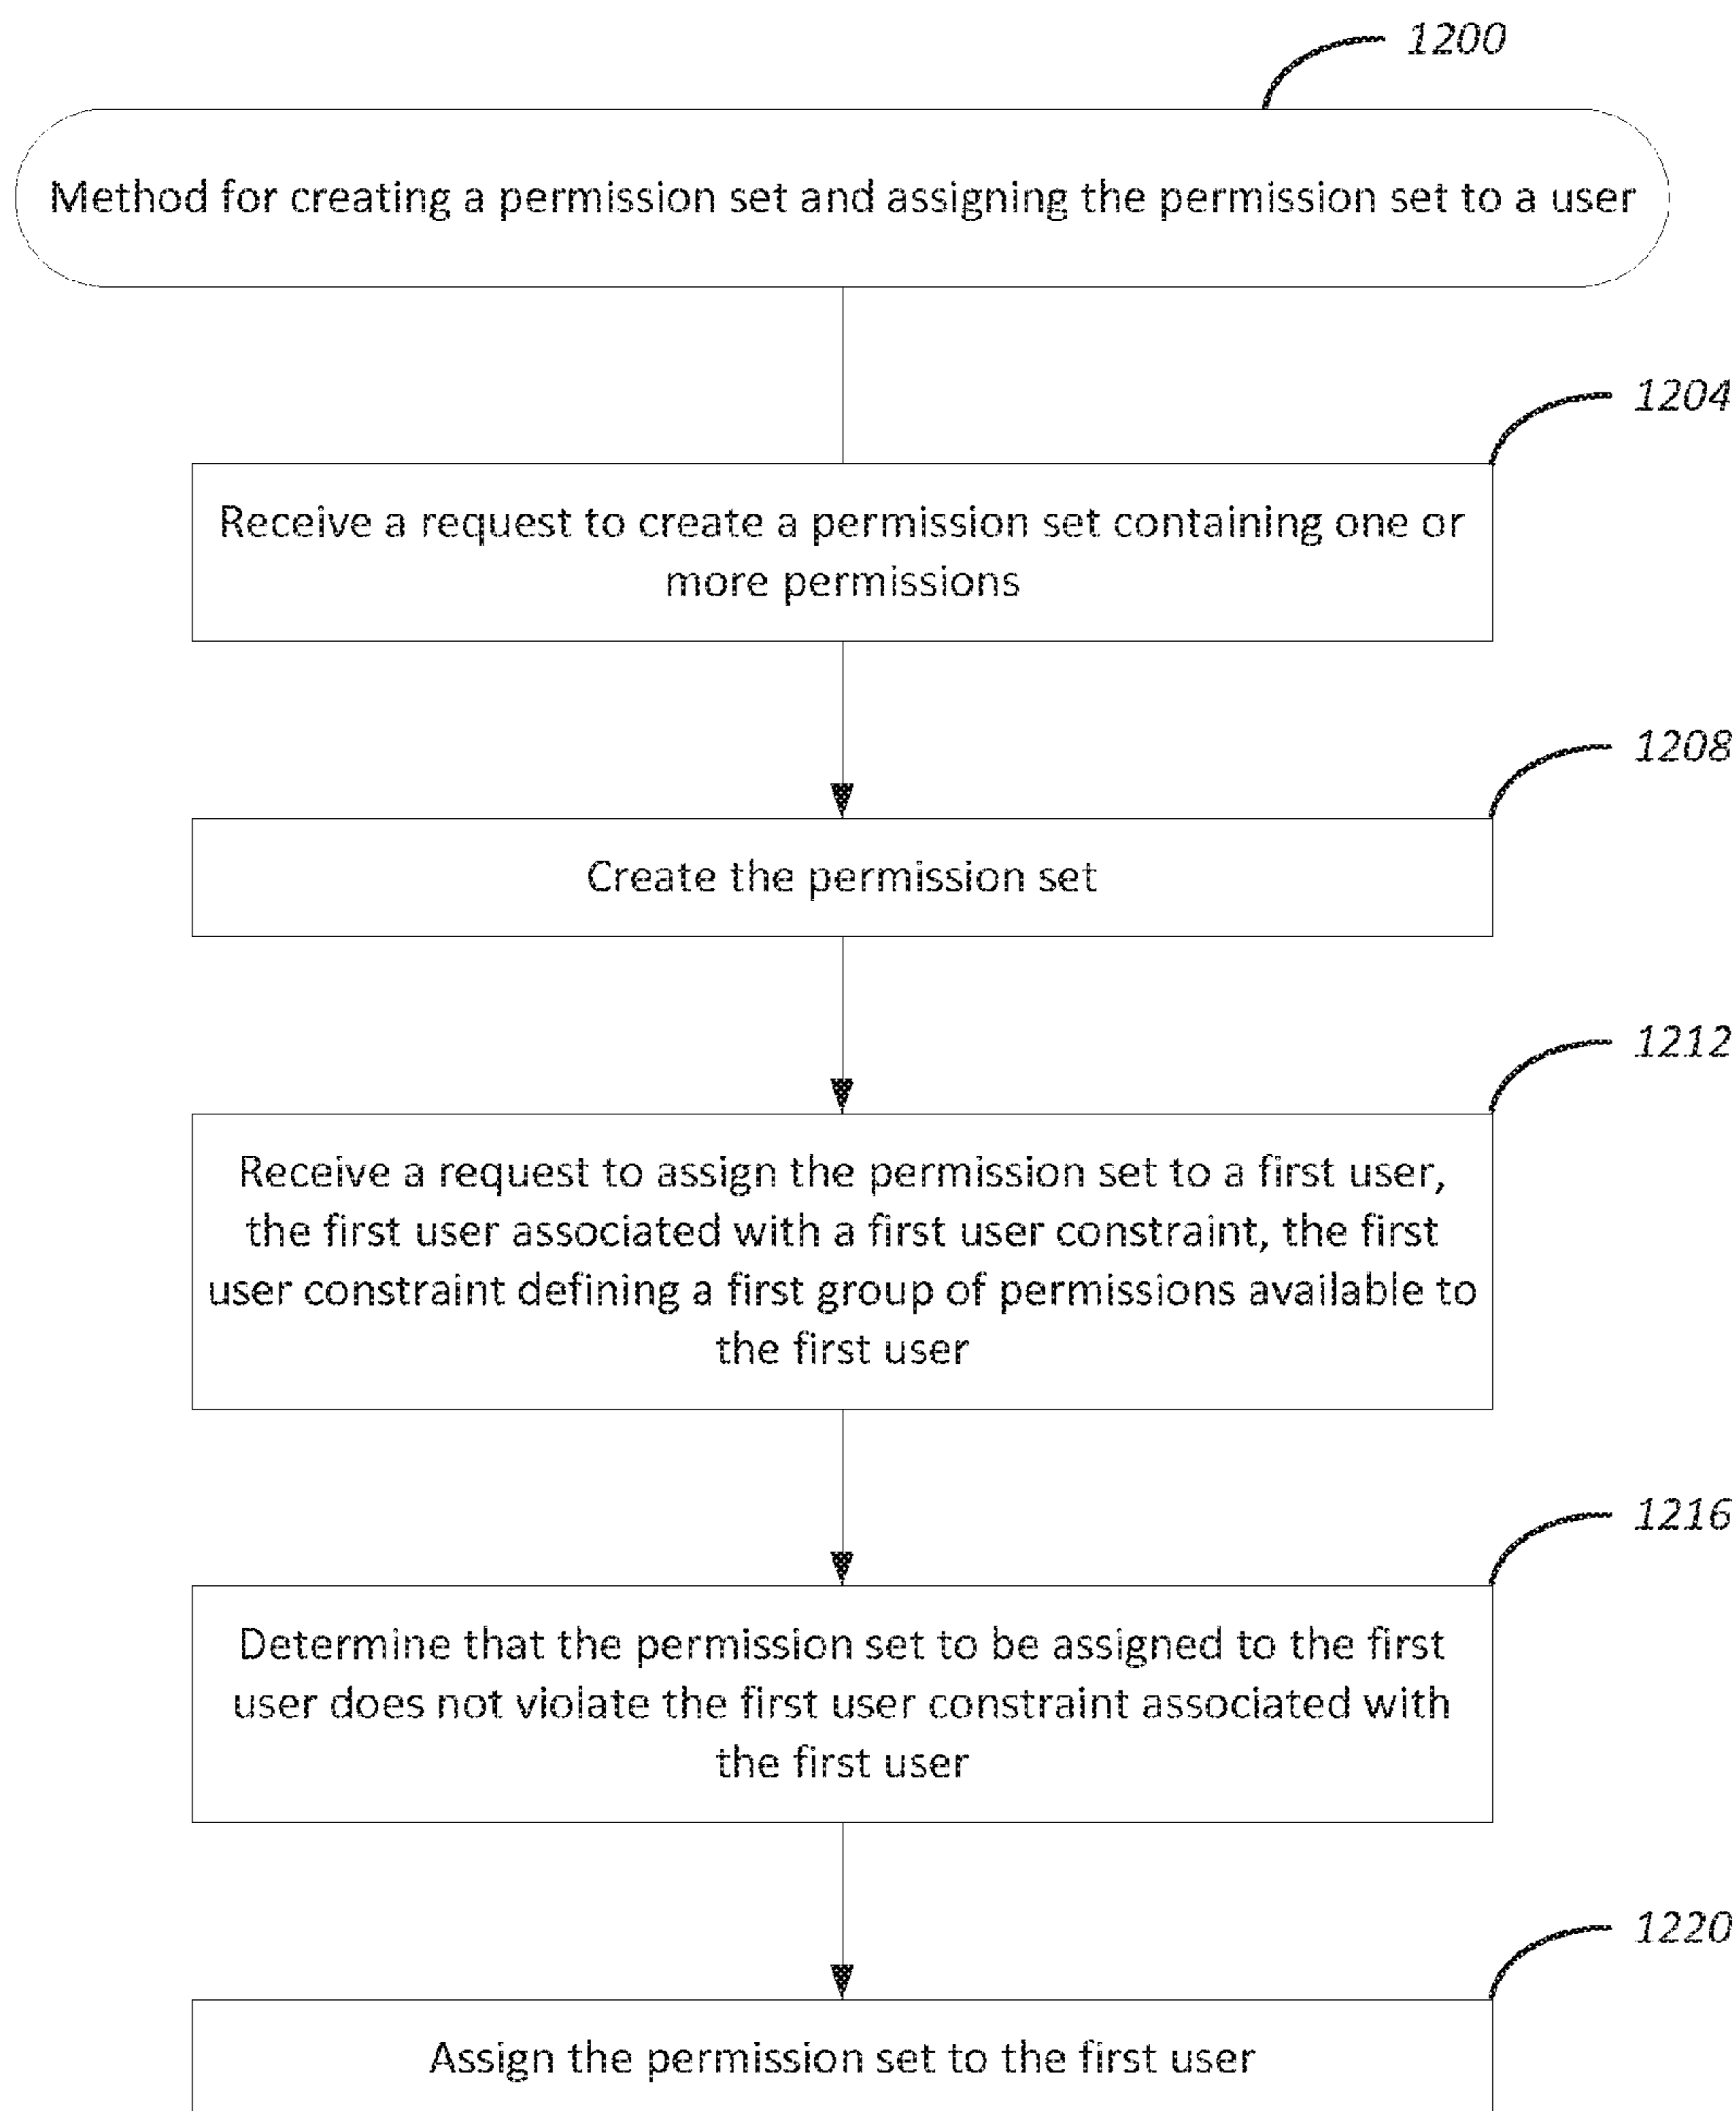 1200
Method for creating a permission set and assigning the permission set to a user
1204
Receive a request to create a permission set containing one or
more permissions
1208
Create the permission set
1212
Receive a request to assign the permission set to a first user,
the first user associated with a first user constraint, the first
user constraint defining a first group of permissions available to
the first user
1216
Determine that the permission set to be assigned to the first
user does not violate the first user constraint associated with
the first user
1220
Assign the permission set to the first user